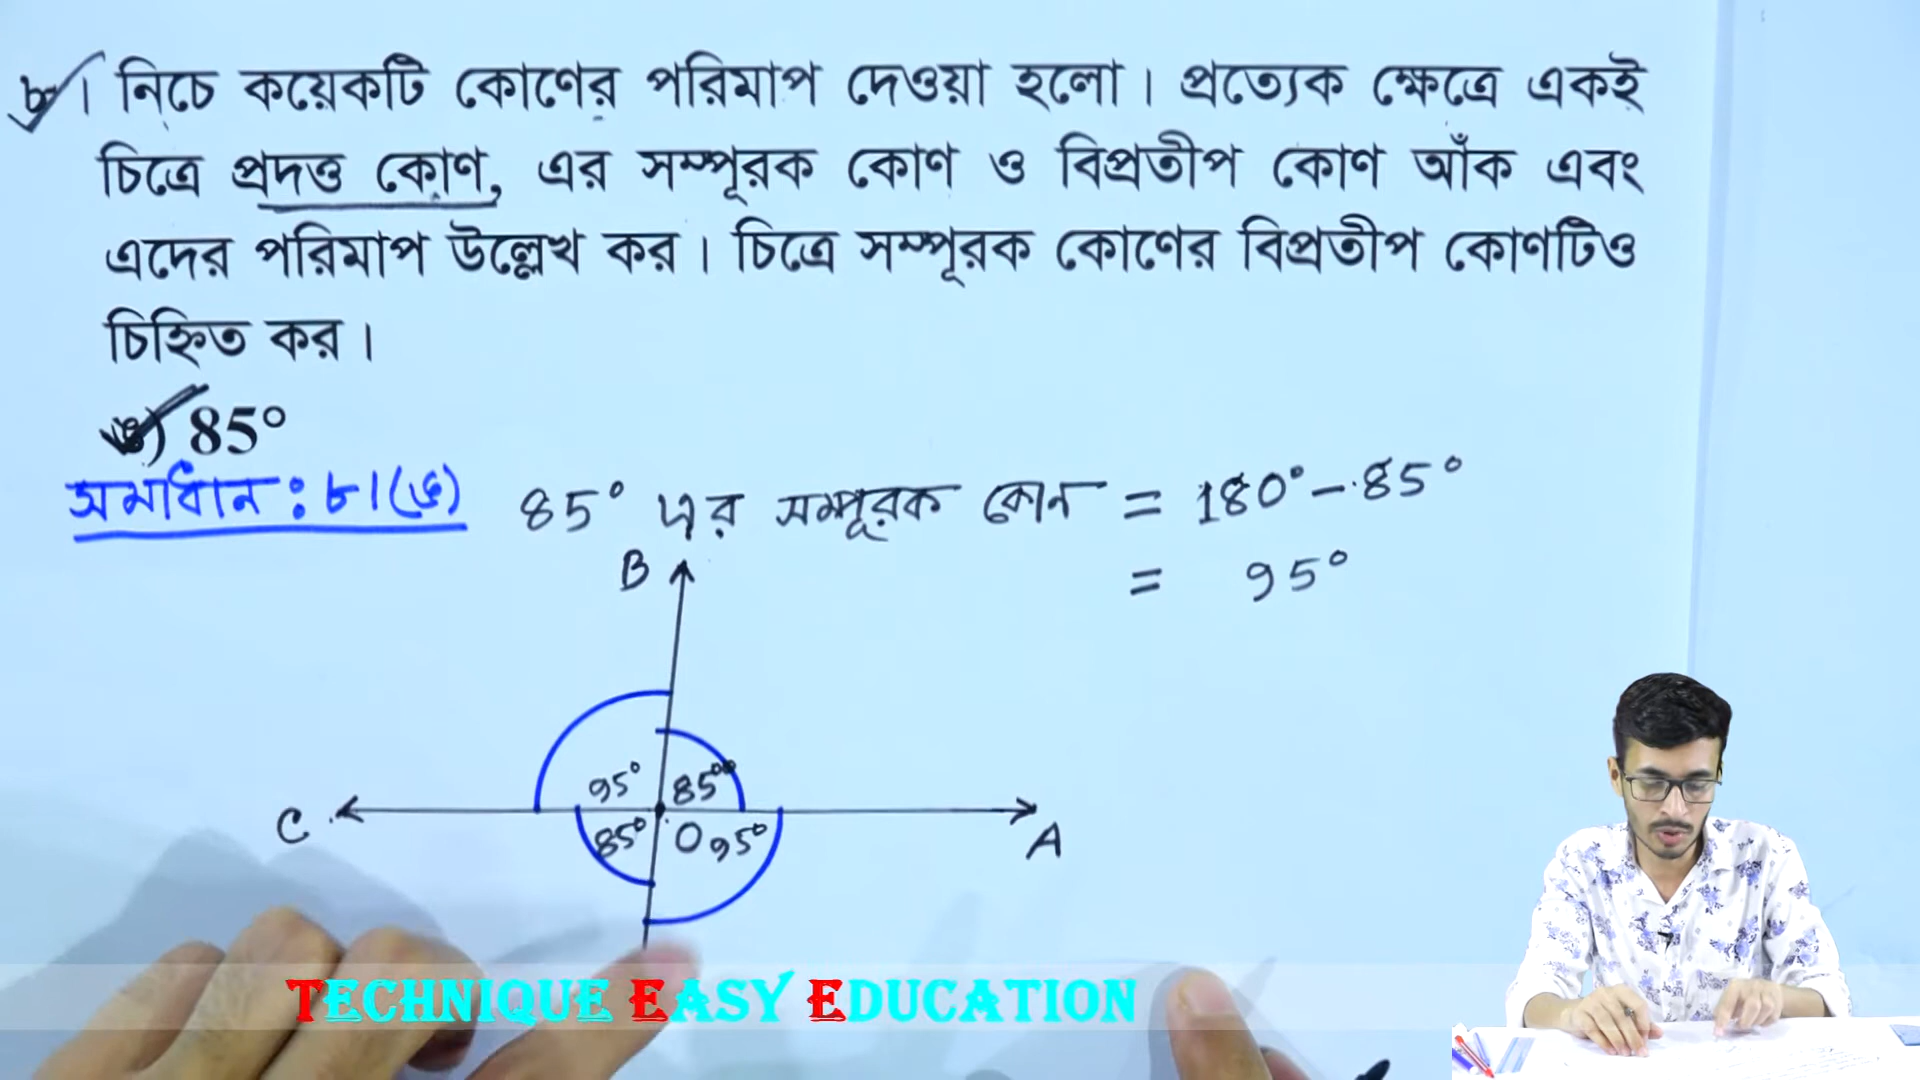 ৮। নিচে কয়েকটি কোণের পরিমাপ দেওয়া হলো। প্রত্যেক ক্ষেত্রে একই
চিত্রে প্রদত্ত কোণ, এর সম্পূরক কোণ ও বিপ্রতীপ কোণ আঁক এবং
এদের পরিমাপ উল্লেখ কর। চিত্রে সম্পূরক কোণের বিপ্রতীপ কোণটিও
চিহ্নিত কর।
ঙ) 85°
সমাধান: ৮।(ঙ) 85° এর সম্পূরক কোন = 180° - 85°
= 95°
B
95° 85°
C A
85° O 95°
TECHNIQUE EASY EDUCATION